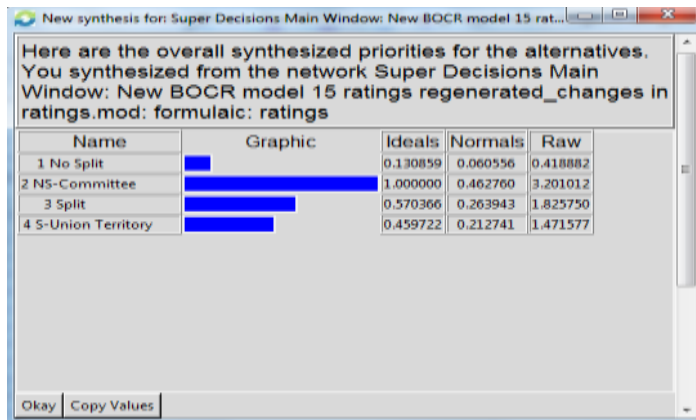 New synthesis for: Super Decisions Main Window: New BOCR model 15 rat...
Here are the overall synthesized priorities for the alternatives.
You synthesized from the network Super Decisions Main
Window: New BOCR model 15 ratings regenerated_changes in
ratings.mod: formulaic: ratings
Name Graphic Ideals Normals Raw
1 No Split 0.130859 0.060556 0.418882
2 NS-Committee 1.000000 0.462760 3.201012
3 Split 0.570366 0.263943 1.825750
4 S-Union Territory 0.459722 0.212741 1.471577
Okay Copy Values